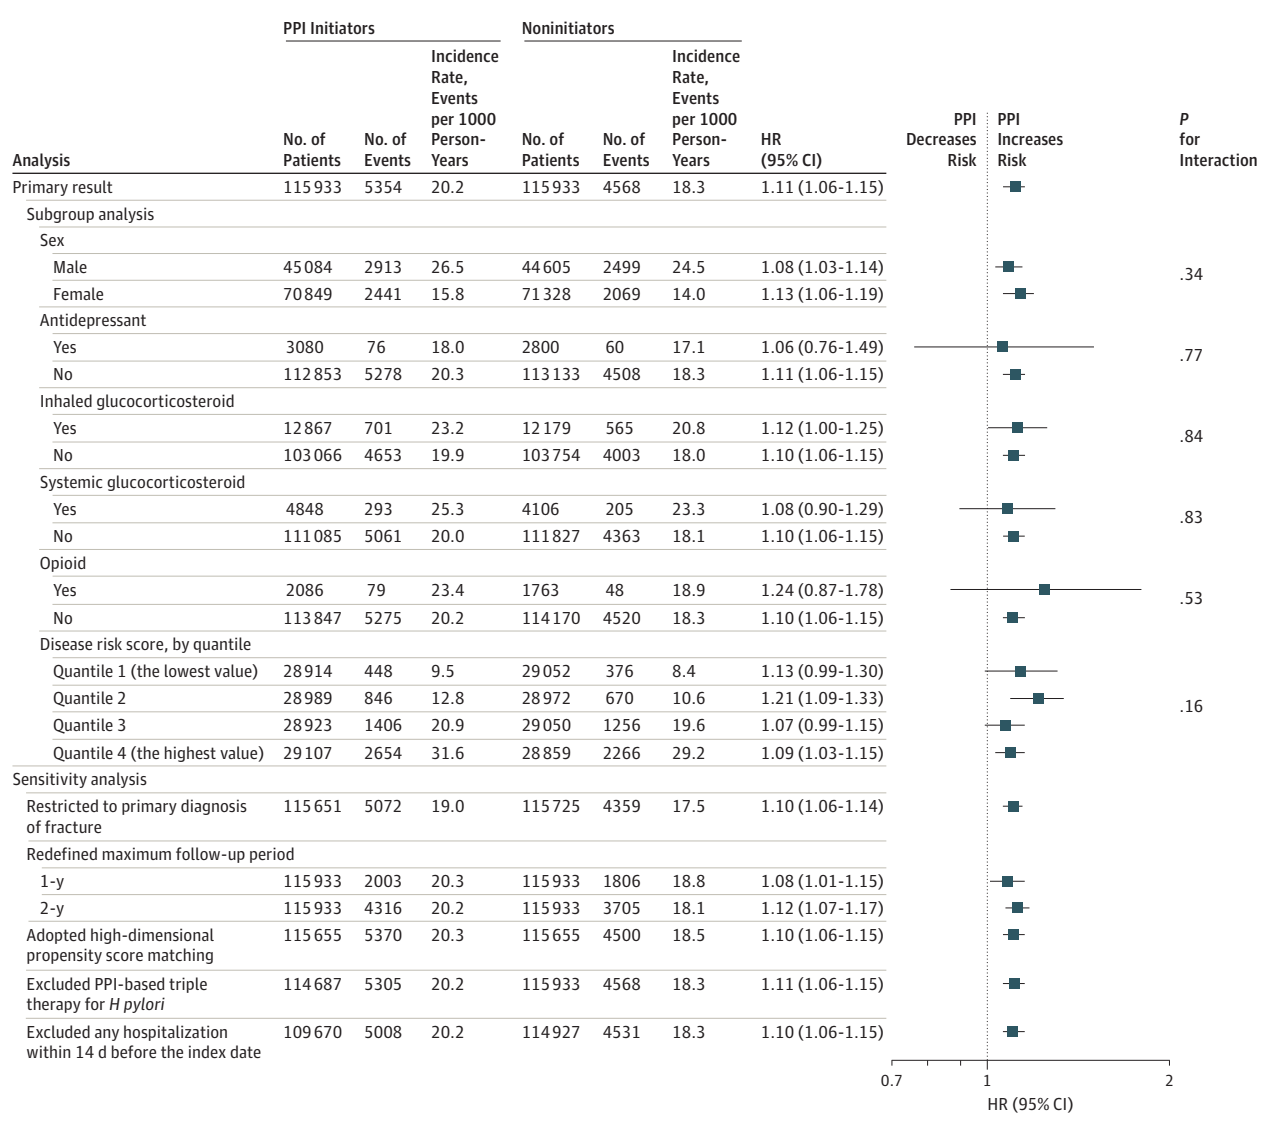 PPI Initiators Noninitiators
Analysis No. of Patients No. of Events Incidence Rate, Events per 1000 Person-Years No. of Patients No. of Events Incidence Rate, Events per 1000 Person-Years HR (95% CI) PPI Decreases Risk PPI Increases Risk P for Interaction
Primary result 115933 5354 20.2 115933 4568 18.3 1.11 (1.06-1.15)
Subgroup analysis
Sex
Male 45084 2913 26.5 44605 2499 24.5 1.08 (1.03-1.14)
.34
Female 70849 2441 15.8 71328 2069 14.0 1.13 (1.06-1.19)
Antidepressant
Yes 3080 76 18.0 2800 60 17.1 1.06 (0.76-1.49)
.77
No 112853 5278 20.3 113133 4508 18.3 1.11 (1.06-1.15)
Inhaled glucocorticosteroid
Yes 12867 701 23.2 12179 565 20.8 1.12 (1.00-1.25)
.84
No 103066 4653 19.9 103754 4003 18.0 1.10 (1.06-1.15)
Systemic glucocorticosteroid
Yes 4848 293 25.3 4106 205 23.3 1.08 (0.90-1.29)
.83
No 111085 5061 20.0 111827 4363 18.1 1.10 (1.06-1.15)
Opioid
Yes 2086 79 23.4 1763 48 18.9 1.24 (0.87-1.78)
.53
No 113847 5275 20.2 114170 4520 18.3 1.10 (1.06-1.15)
Disease risk score, by quantile
Quantile 1 (the lowest value) 28914 448 9.5 29052 376 8.4 1.13 (0.99-1.30)
Quantile 2 28989 846 12.8 28972 670 10.6 1.21 (1.09-1.33)
.16
Quantile 3 28923 1406 20.9 29050 1256 19.6 1.07 (0.99-1.15)
Quantile 4 (the highest value) 29107 2654 31.6 28859 2266 29.2 1.09 (1.03-1.15)
Sensitivity analysis
Restricted to primary diagnosis 115651 5072 19.0 115725 4359 17.5 1.10 (1.06-1.14)
of fracture
Redefined maximum follow-up period
1-y 115933 2003 20.3 115933 1806 18.8 1.08 (1.01-1.15)
2-y 115933 4316 20.2 115933 3705 18.1 1.12 (1.07-1.17)
Adopted high-dimensional 115655 5370 20.3 115655 4500 18.5 1.10 (1.06-1.15)
propensity score matching
Excluded PPI-based triple 114687 5305 20.2 115933 4568 18.3 1.11 (1.06-1.15)
therapy for H pylori
Excluded any hospitalization 109670 5008 20.2 114927 4531 18.3 1.10 (1.06-1.15)
within 14 d before the index date
0.7 1 2
HR (95% CI)